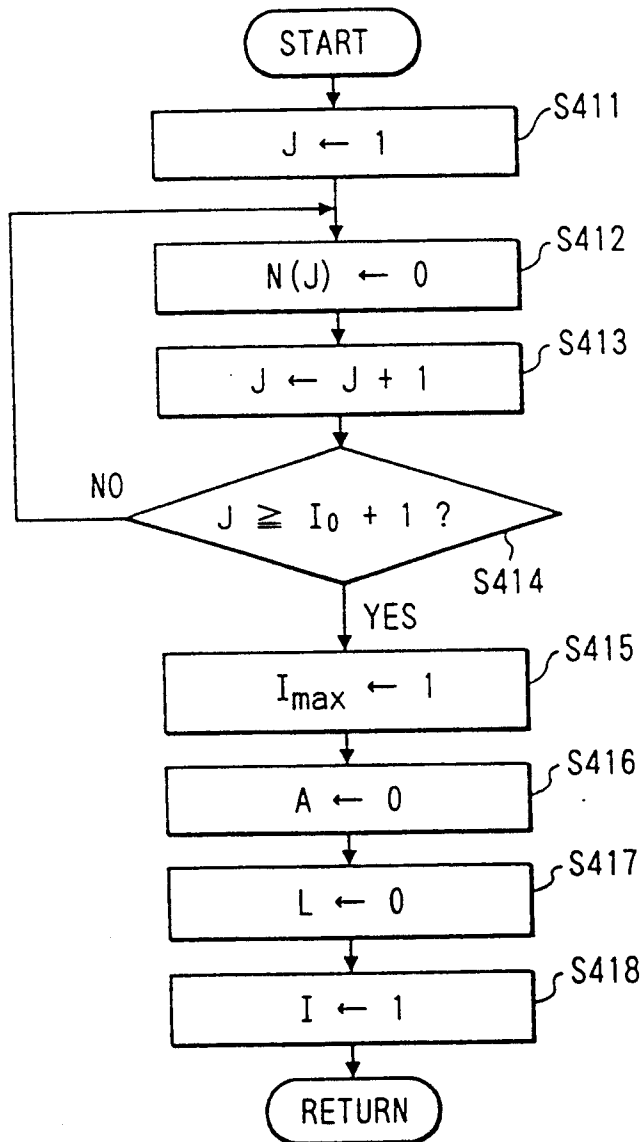 START
S411
J ← 1
S412
N(J) ← 0
S413
J ← J + 1
NO
J ≧ I₀ + 1 ?
S414
YES
S415
Imax ← 1
S416
A ← 0
S417
L ← 0
S418
I ← 1
RETURN